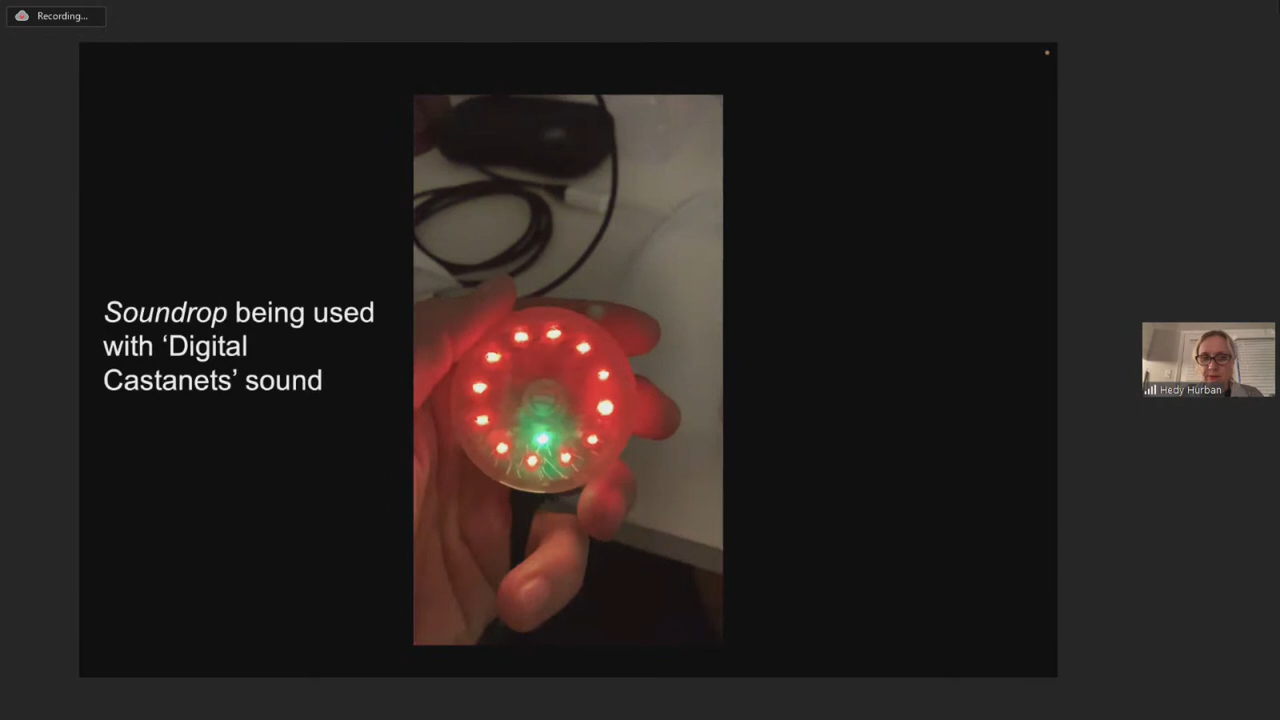 Recording...
Soundrop being used
with ‘Digital
Castanets’ sound
Hedy Hurban